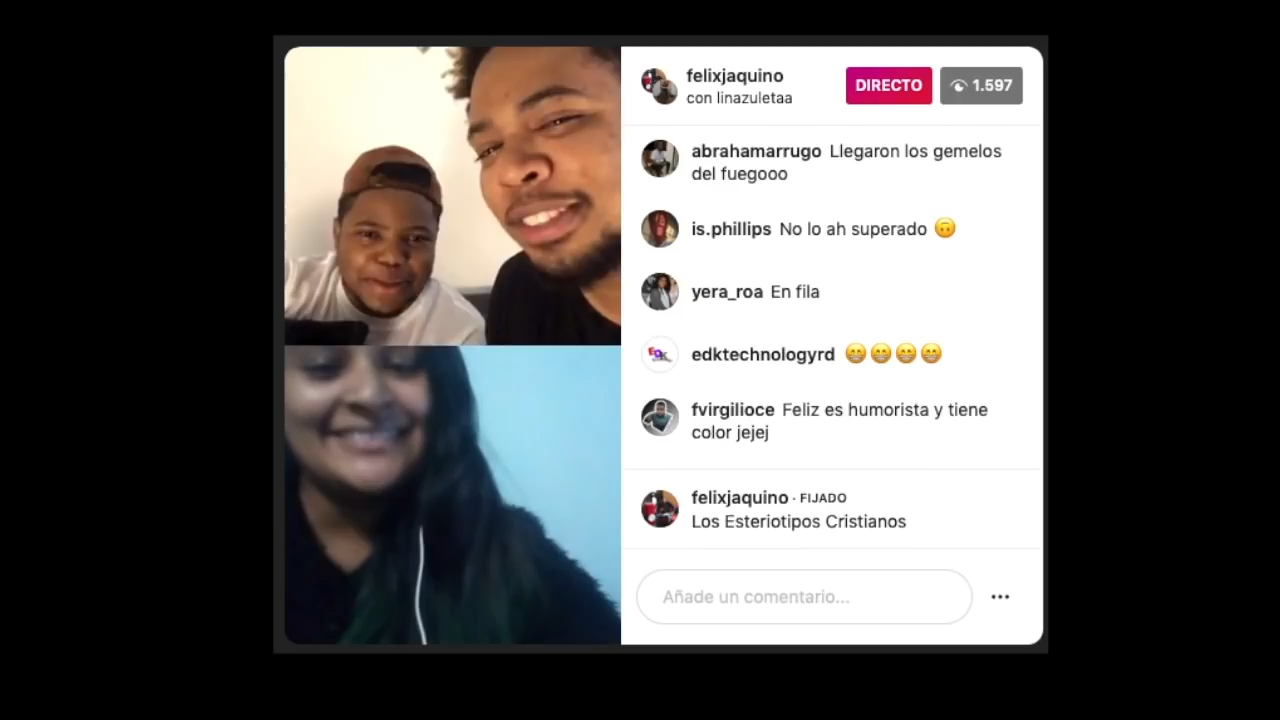 felixjaquino
con linazuletaa
DIRECTO
1.597
abrahamarrugo Llegaron los gemelos
del fuegooo
is.phillips No lo ah superado 🙃
yera_roa En fila
edktechnologyrd 😁😁😁😁
fvirgilioce Feliz es humorista y tiene
color jejej
felixjaquino · FIJADO
Los Esteriotipos Cristianos
Añade un comentario...